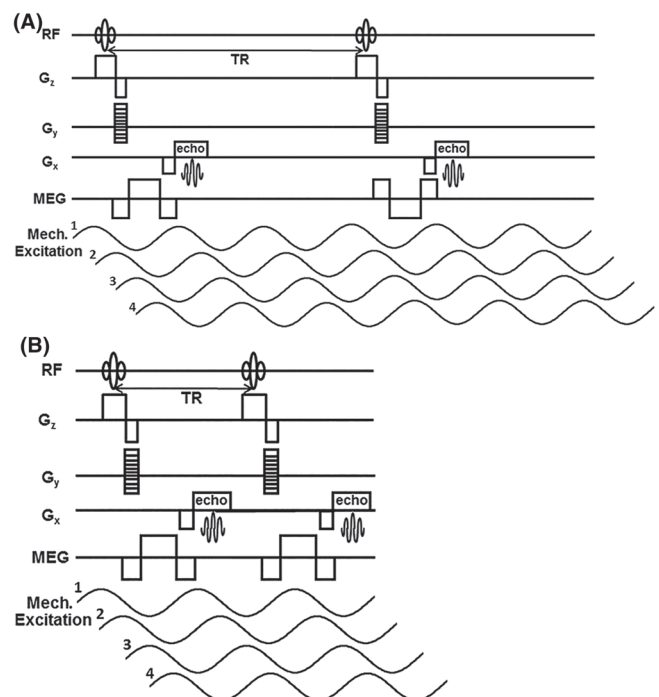 (A)
RF
TR
Gz
Gy
echo
Gx
MEG
1
Mech.
Excitation 2
3
4
(B)
RF
TR
Gz
Gy
echo echo
Gx
MEG
1
Mech.
Excitation 2
3
4